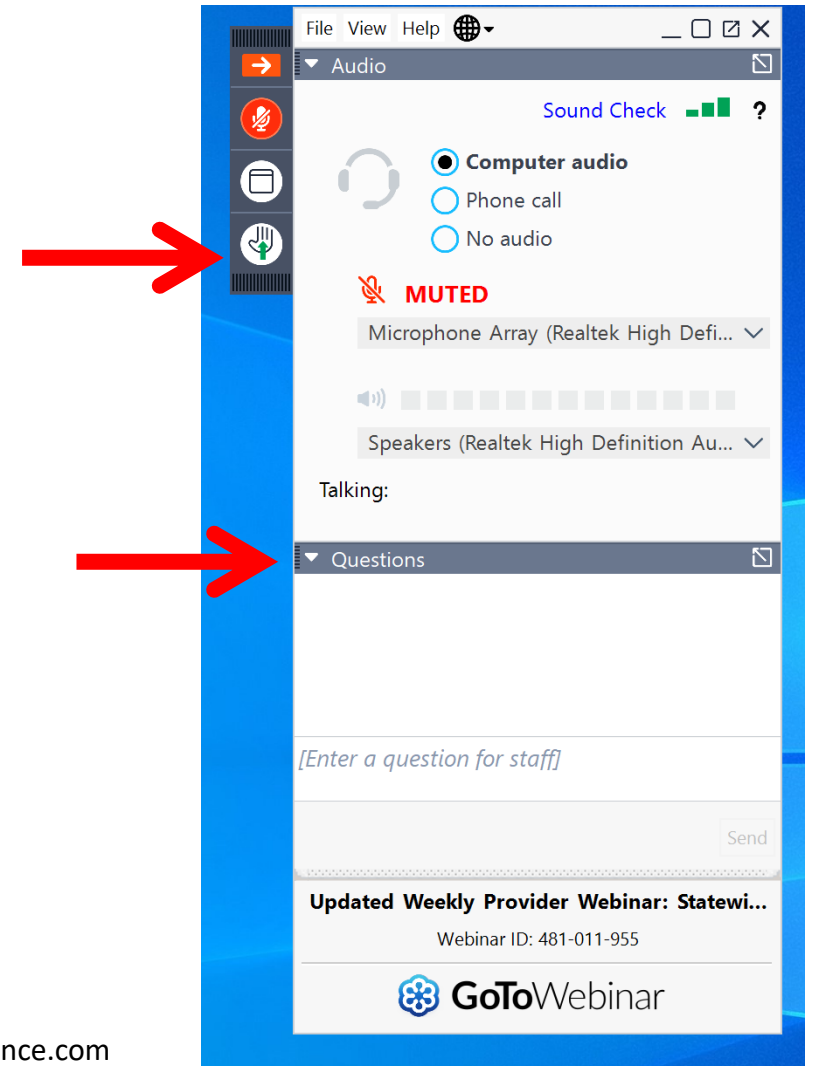 File View Help
Audio
Sound Check ?
Computer audio
Phone call
No audio
MUTED
Microphone Array (Realtek High Defi...
Speakers (Realtek High Definition Au...
Talking:
Questions
[Enter a question for staff]
Send
Updated Weekly Provider Webinar: Statewi...
Webinar ID: 481-011-955
GoToWebinar
nce.com